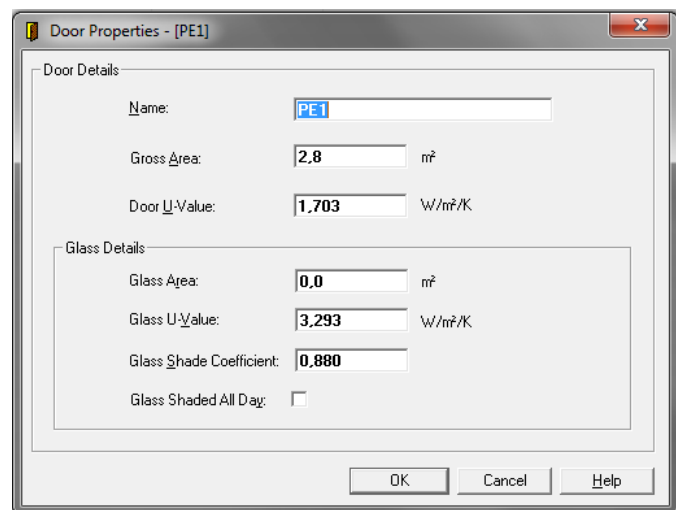 Door Properties - [PE1]
Door Details
Name: PE1
Gross Area: 2,8 m²
Door U-Value: 1,703 W/m²/K
Glass Details
Glass Area: 0,0 m²
Glass U-Value: 3,293 W/m²/K
Glass Shade Coefficient: 0,880
Glass Shaded All Day:
OK Cancel Help